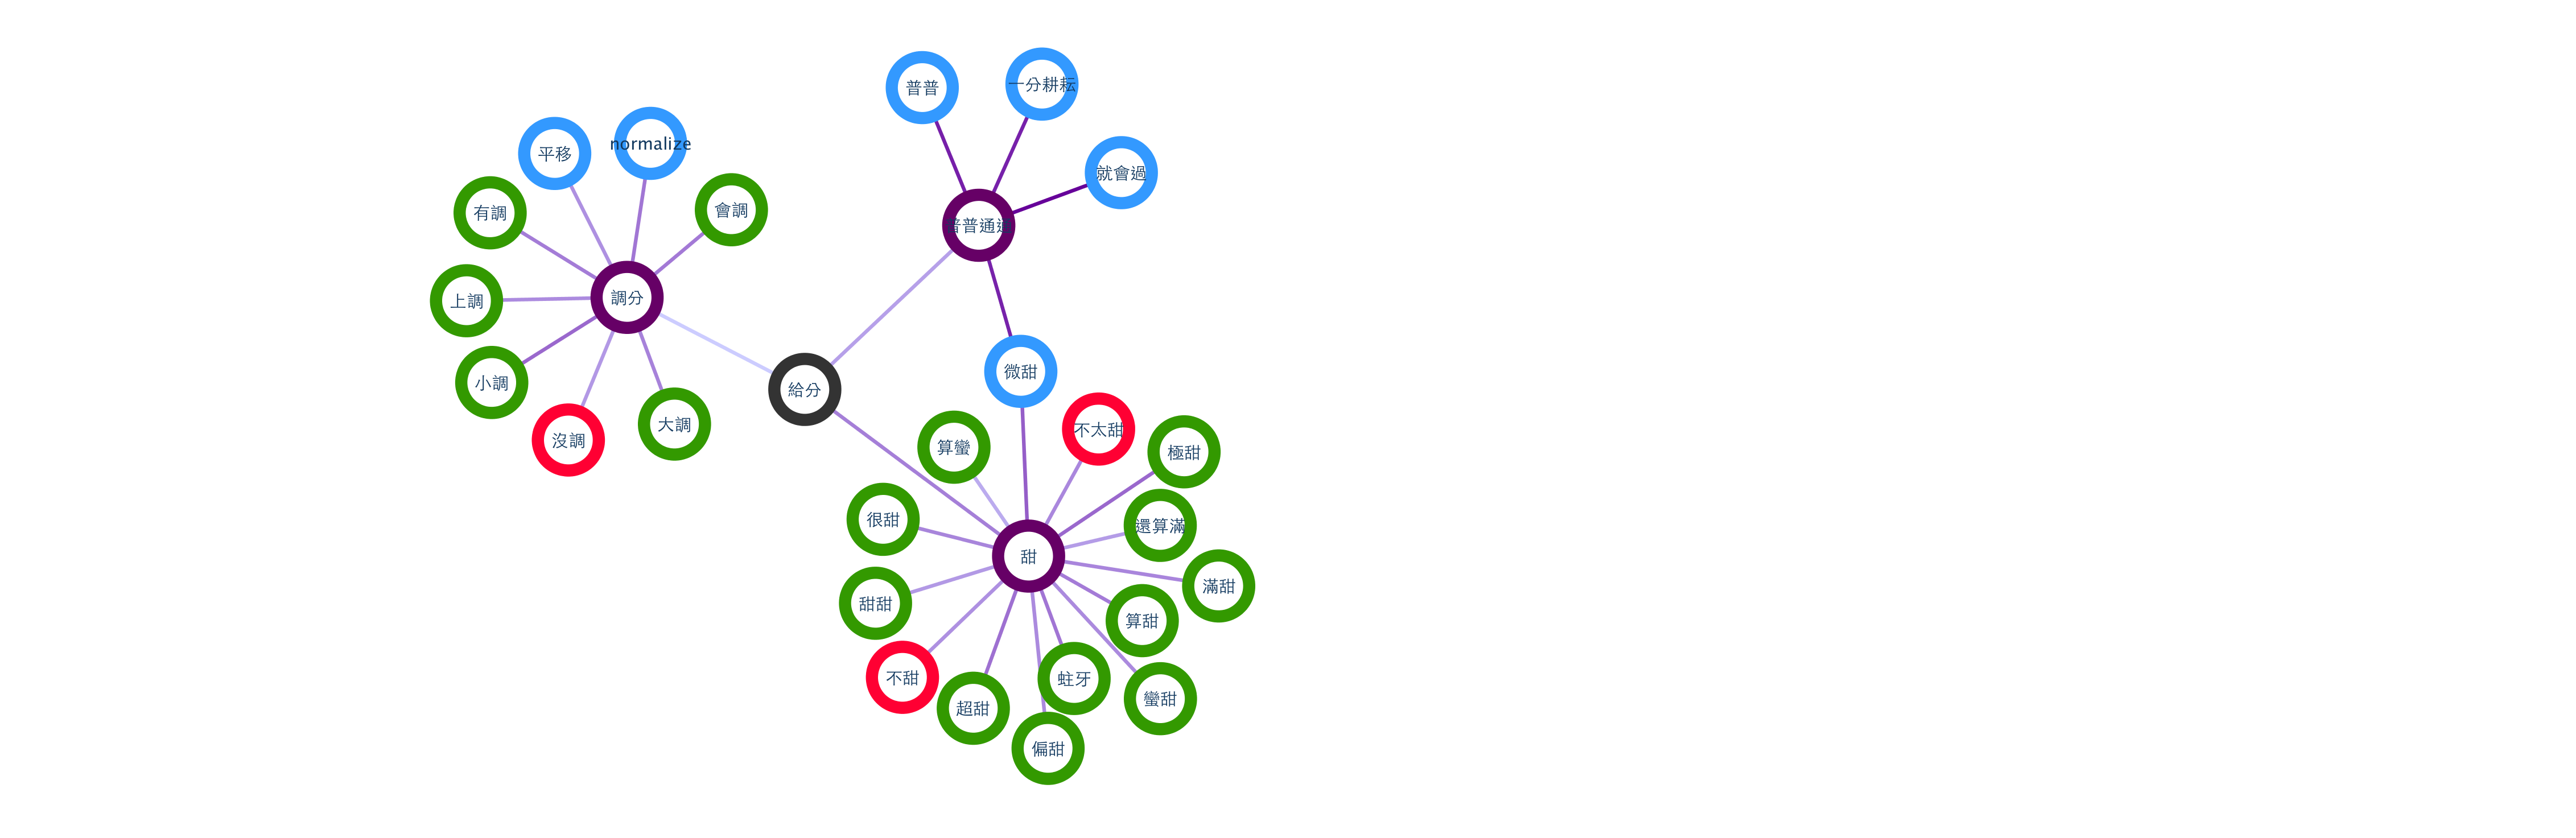 普普
一分耕耘
平移
normalize
就會過
有調
會調
普普通通
上調
調分
小調
給分
微甜
沒調
大調
不太甜
算蠻
極甜
很甜
還算滿
甜
滿甜
甜甜
算甜
不甜
蛀牙
超甜
蠻甜
偏甜